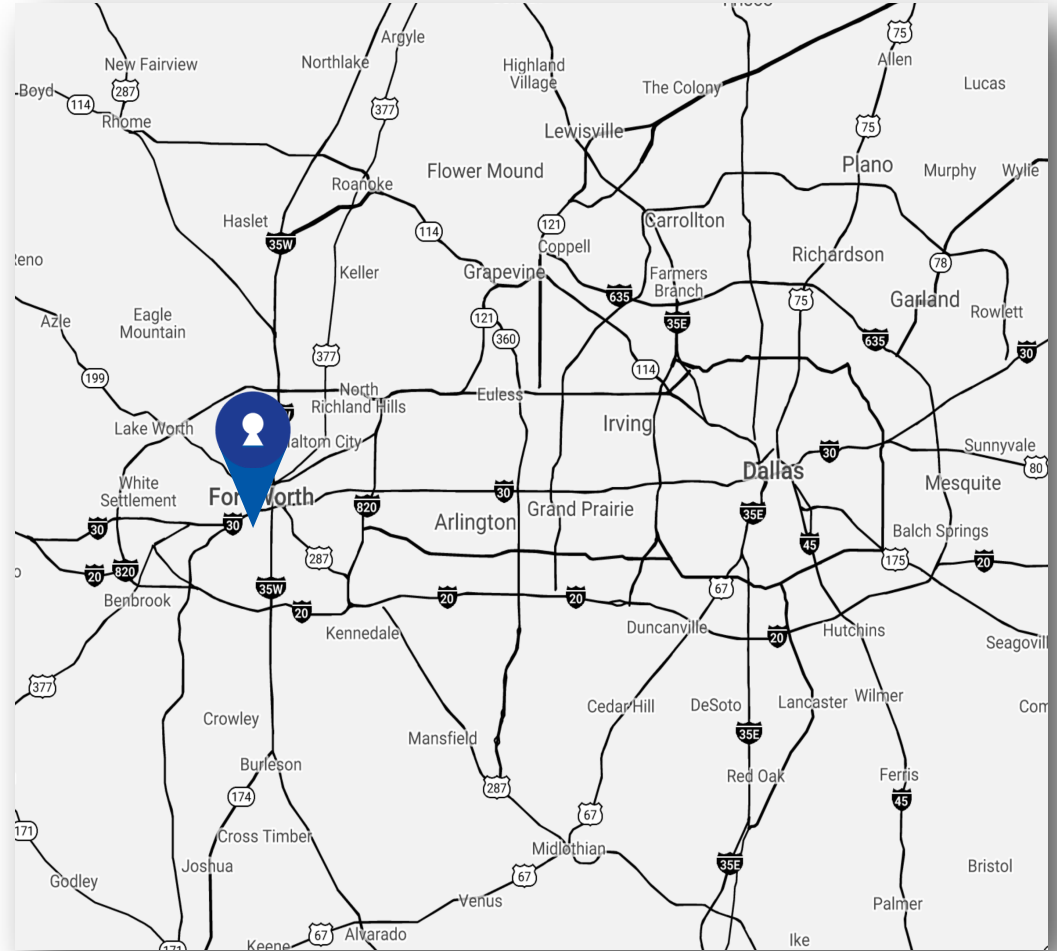 Argyle
75
New Fairview
Northlake
Allen
Highland
Village
287
The Colony
Lucas
Boyd
114
377
Rhome
75
Lewisville
Plano
Flower Mound
Murphy
Wylie
Roanoke
Haslet
121
Carrollton
114
35W
Coppell
Richardson
78
Keller
Grapevine
Farmers
Branch
635
75
Garland
Rowlett
Azle
Eagle
Mountain
121
35E
360
635
30
377
114
199
North
Richland Hills
Euless
Lake Worth
Irving
Sunnyvale
30
80
Dallas
White
Settlement
Mesquite
30
820
Grand Prairie
35E
Arlington
30
30
Balch Springs
45
287
175
20
820
20
35W
67
Benbrook
20
20
20
Kennedale
Duncanville
20
Hutchins
377
Cedar Hill
DeSoto
Lancaster
Wilmer
Crowley
Mansfield
35E
Burleson
Red Oak
Ferris
174
287
45
67
171
Cross Timber
Midlothian
Joshua
35E
Bristol
Godley
67
Venus
Palmer
67
Alvarado
Ike
Keene